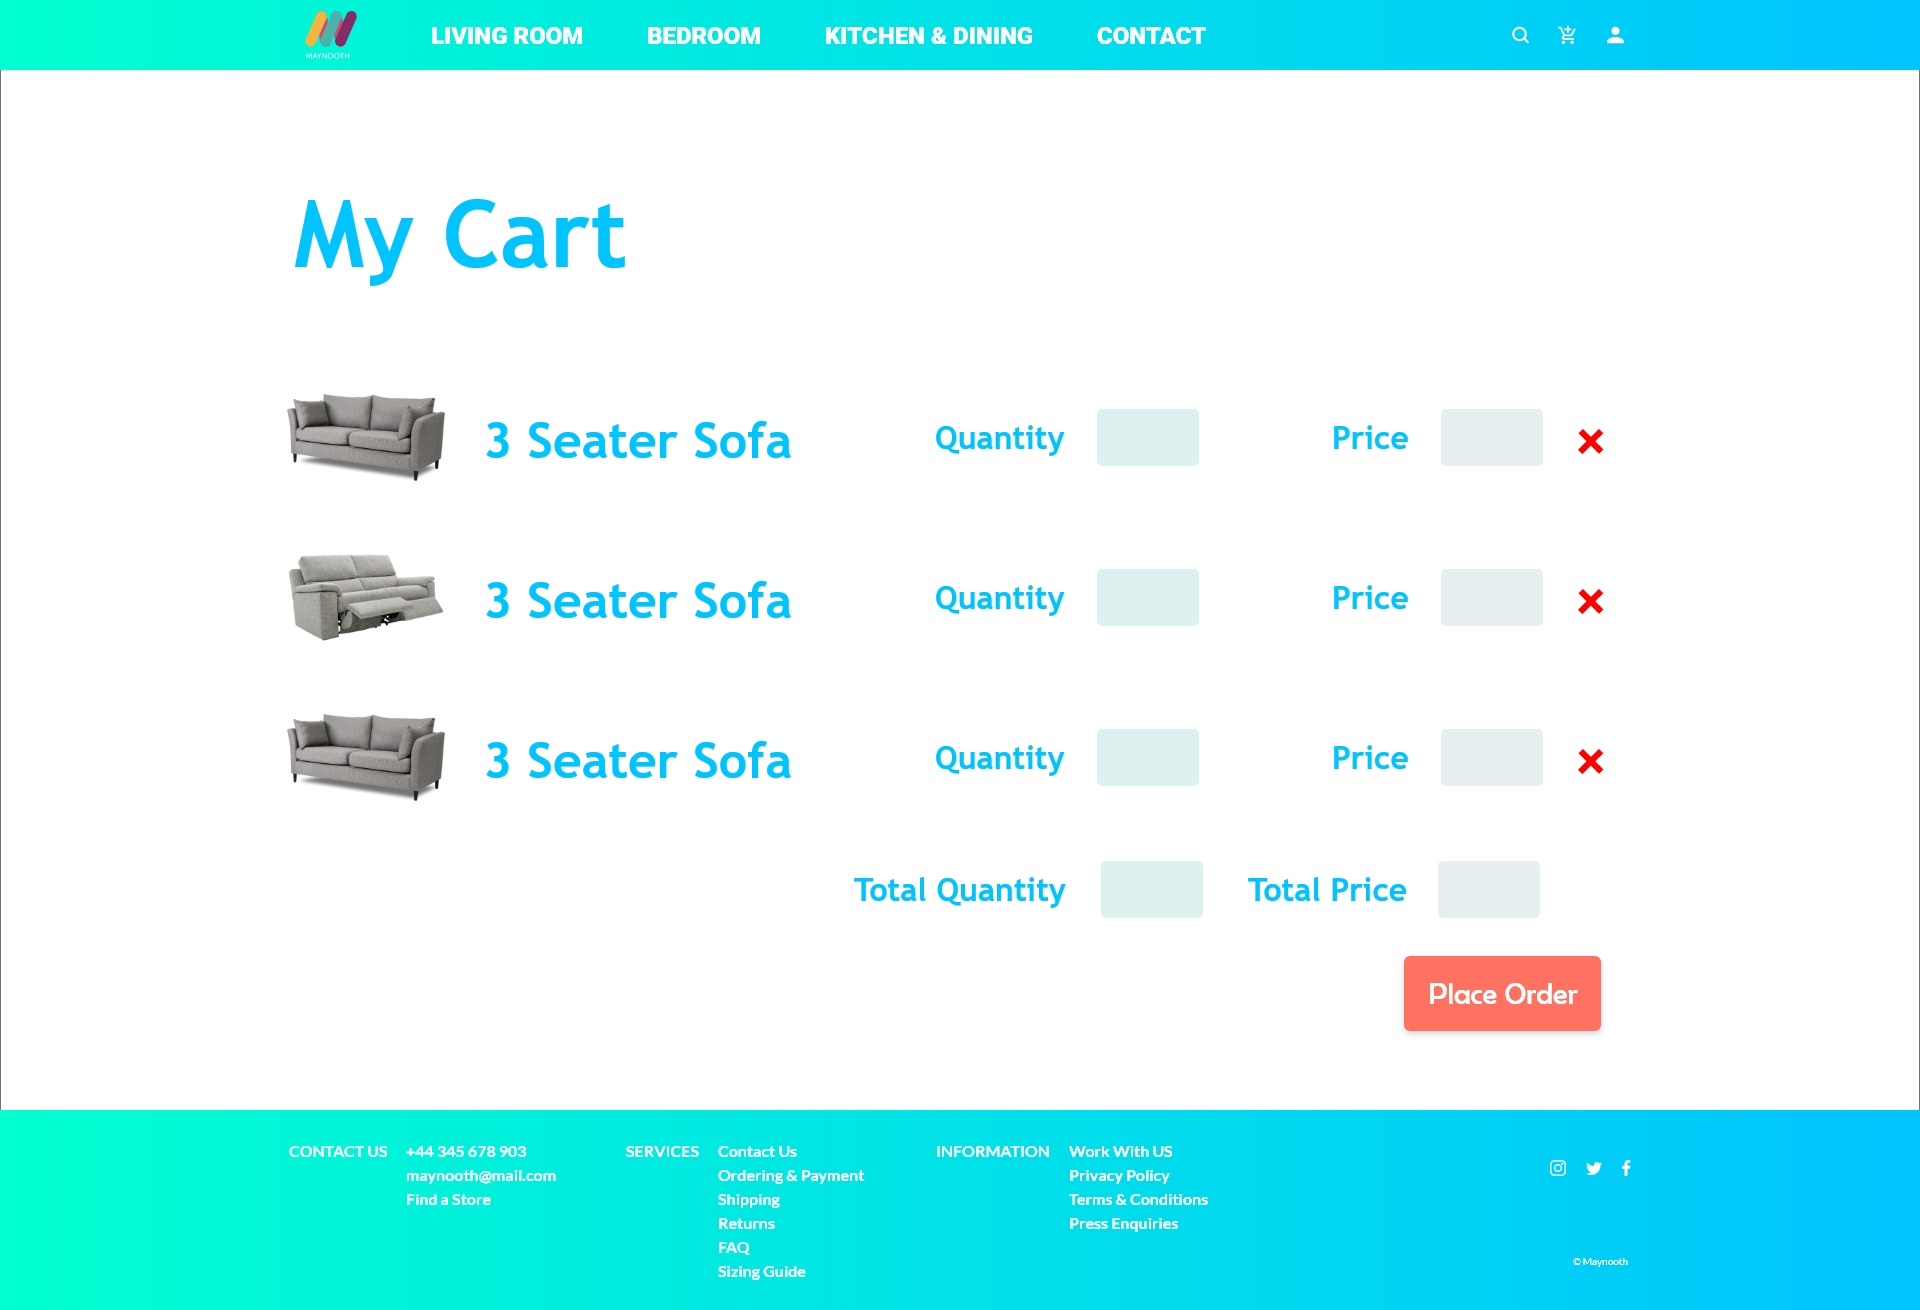 MAYNOOTH
LIVING ROOM BEDROOM KITCHEN & DINING CONTACT
My Cart
3 Seater Sofa Quantity Price
3 Seater Sofa Quantity Price
3 Seater Sofa Quantity Price
Total Quantity Total Price
Place Order
CONTACT US
+44 345 678 903
maynooth@mail.com
Find a Store
SERVICES
Contact Us
Ordering & Payment
Shipping
Returns
FAQ
Sizing Guide
INFORMATION
Work With US
Privacy Policy
Terms & Conditions
Press Enquiries
© Maynooth